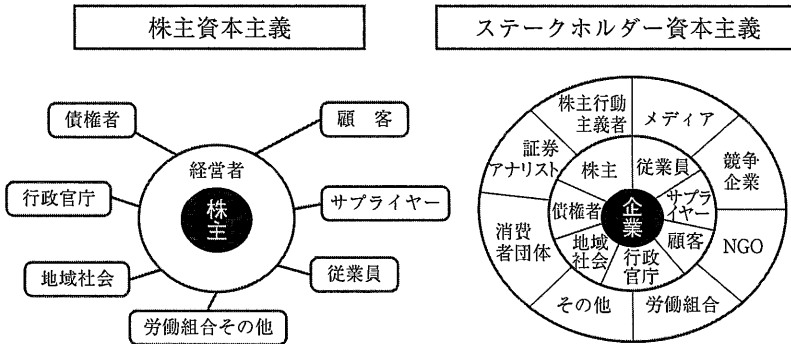 株主資本主義
債権者
顧 客
経営者
行政官庁
株主
サプライヤー
地域社会
従業員
労働組合その他
ステークホルダー資本主義
株主行動
主義者
メディア
証券
アナリスト
株主
従業員
競争
企業
債権者
企業
サプラ
イヤー
消費
者団体
地域
社会
行政
官庁
顧客
NGO
その他
労働組合